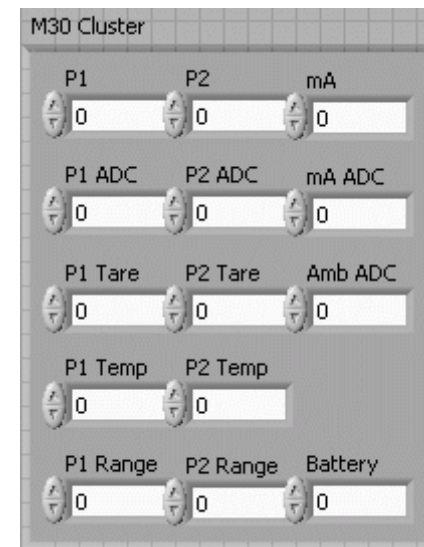 M30 Cluster
P1 P2 mA
0 0 0
P1 ADC P2 ADC mA ADC
0 0 0
P1 Tare P2 Tare Amb ADC
0 0 0
P1 Temp P2 Temp
0 0
P1 Range P2 Range Battery
0 0 0